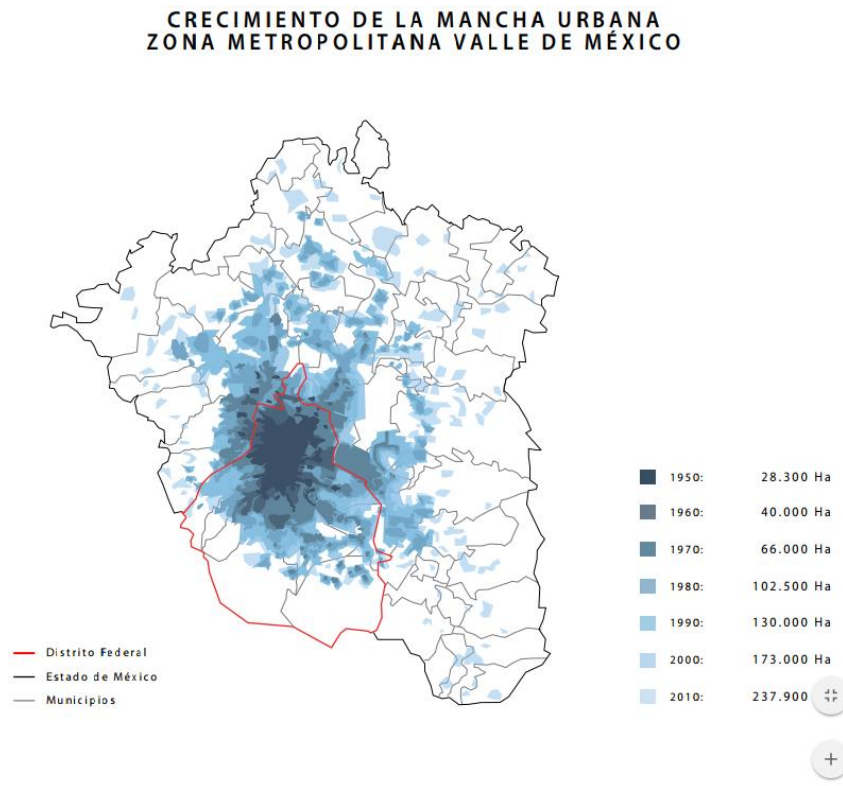 CRECIMIENTO DE LA MANCHA URBANA
ZONA METROPOLITANA VALLE DE MÉXICO
1950: 28.300 Ha
1960: 40.000 Ha
1970: 66.000 Ha
1980: 102.500 Ha
1990: 130.000 Ha
2000: 173.000 Ha
2010: 237.900
Distrito Federal
Estado de México
Municipios